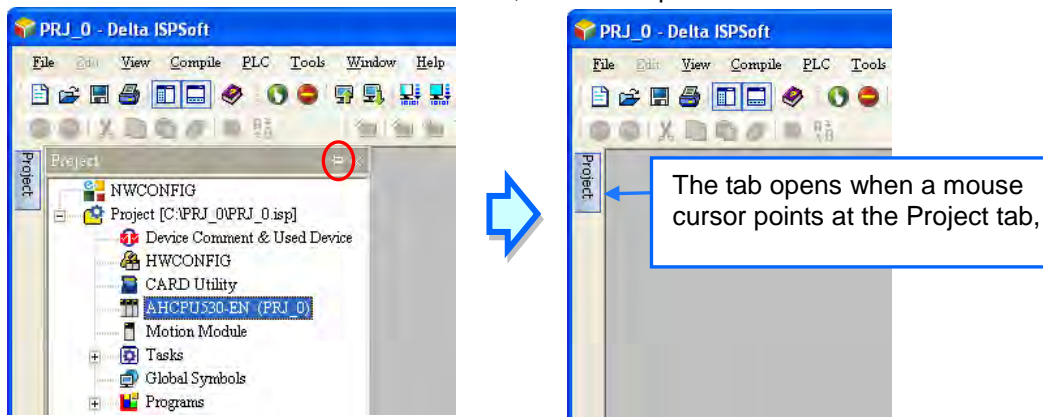 PRJ_0 - Delta ISPSoft
File Edit View Compile PLC Tools Window Help
Project
Project
NWCONFIG
Project [C:\PRJ_0\PRJ_0.isp]
Device Comment & Used Device
HWCONFIG
CARD Utility
AHCPU530-EN (PRJ_0)
Motion Module
Tasks
Global Symbols
Programs
PRJ_0 - Delta ISPSoft
File Edit View Compile PLC Tools
Project
The tab opens when a mouse
cursor points at the Project tab,